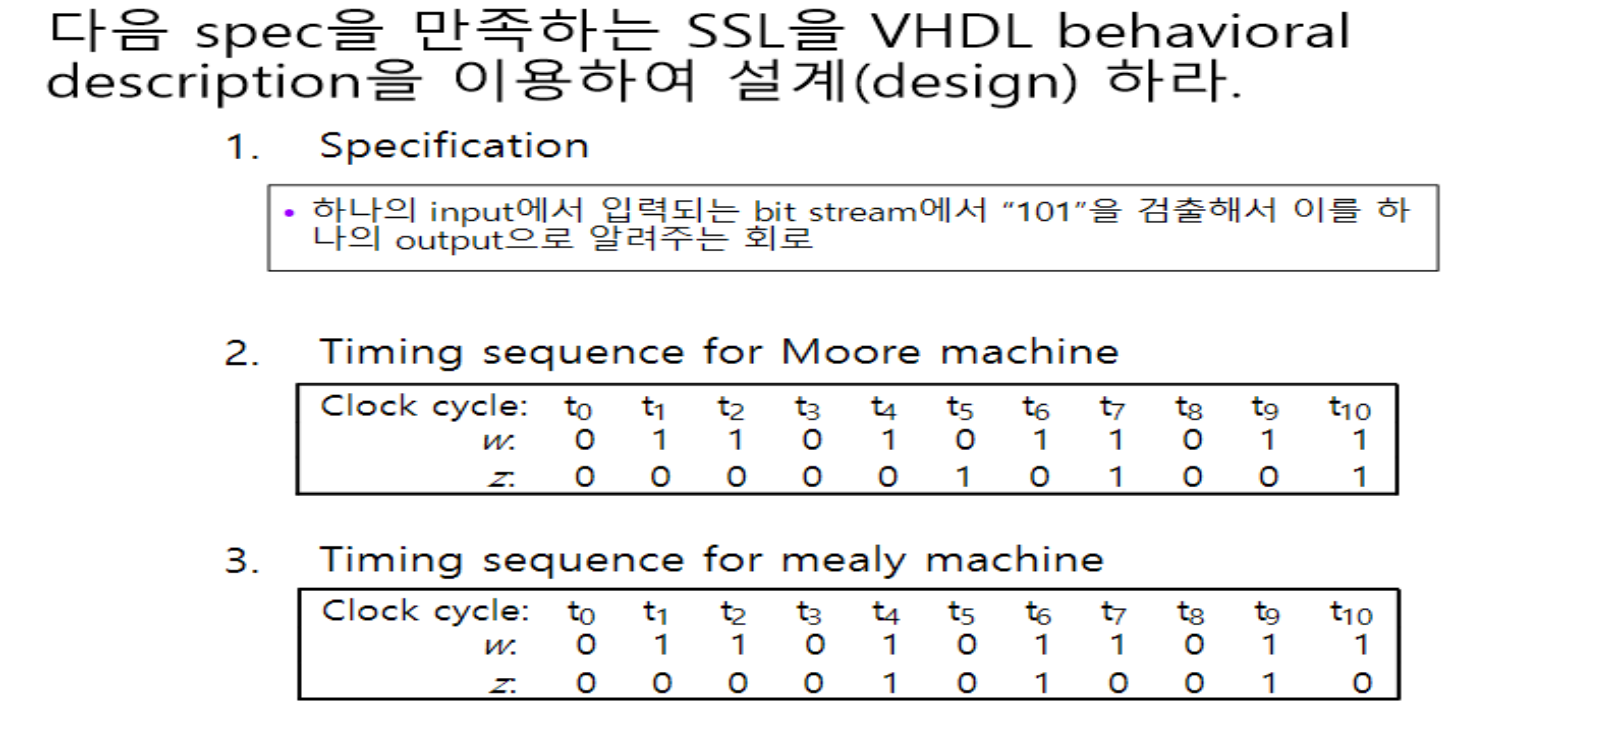 다음 spec을 만족하는 SSL을 VHDL behavioral
description을 이용하여 설계(design) 하라.
1. Specification
• 하나의 input에서 입력되는 bit stream에서 “101”을 검출해서 이를 하
나의 output으로 알려주는 회로
2. Timing sequence for Moore machine
Clock cycle: t0 t1 t2 t3 t4 t5 t6 t7 t8 t9 t10
w: 0 1 1 0 1 0 1 1 0 1 1
z: 0 0 0 0 0 1 0 1 0 0 1
3. Timing sequence for mealy machine
Clock cycle: t0 t1 t2 t3 t4 t5 t6 t7 t8 t9 t10
w: 0 1 1 0 1 0 1 1 0 1 1
z: 0 0 0 0 1 0 1 0 0 1 0